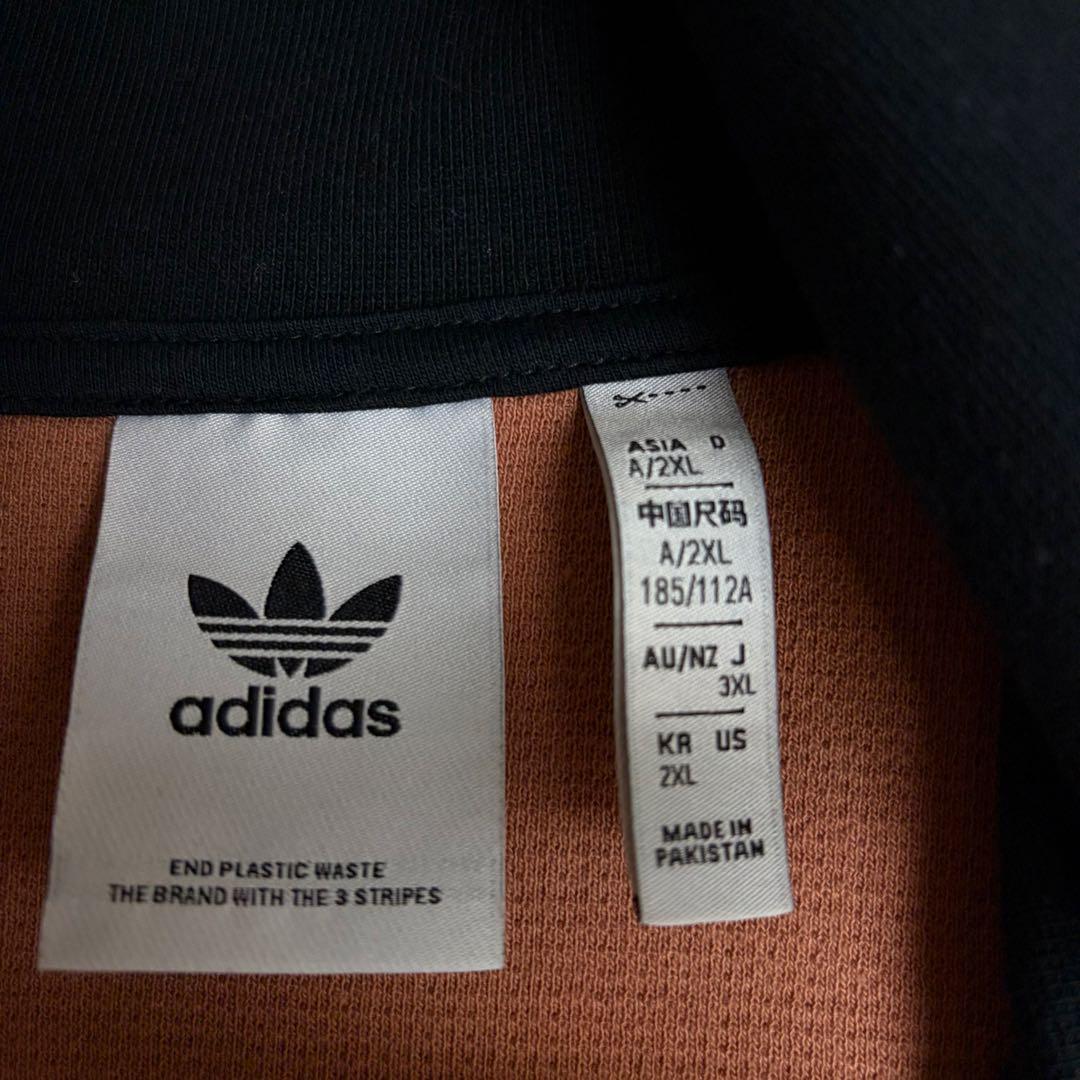 adidas
END PLASTIC WASTE
THE BRAND WITH THE 3 STRIPES
ASIA D
A/2XL
中国尺码
A/2XL
185/112A
AU/NZ J
3XL
KR US
2XL
MADE IN
PAKISTAN